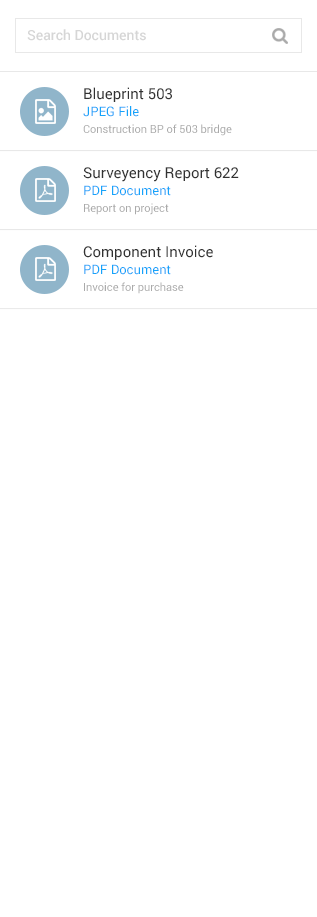 Search Documents
Blueprint 503
JPEG File
Construction BP of 503 bridge
Surveyency Report 622
PDF Document
Report on project
Component Invoice
PDF Document
Invoice for purchase